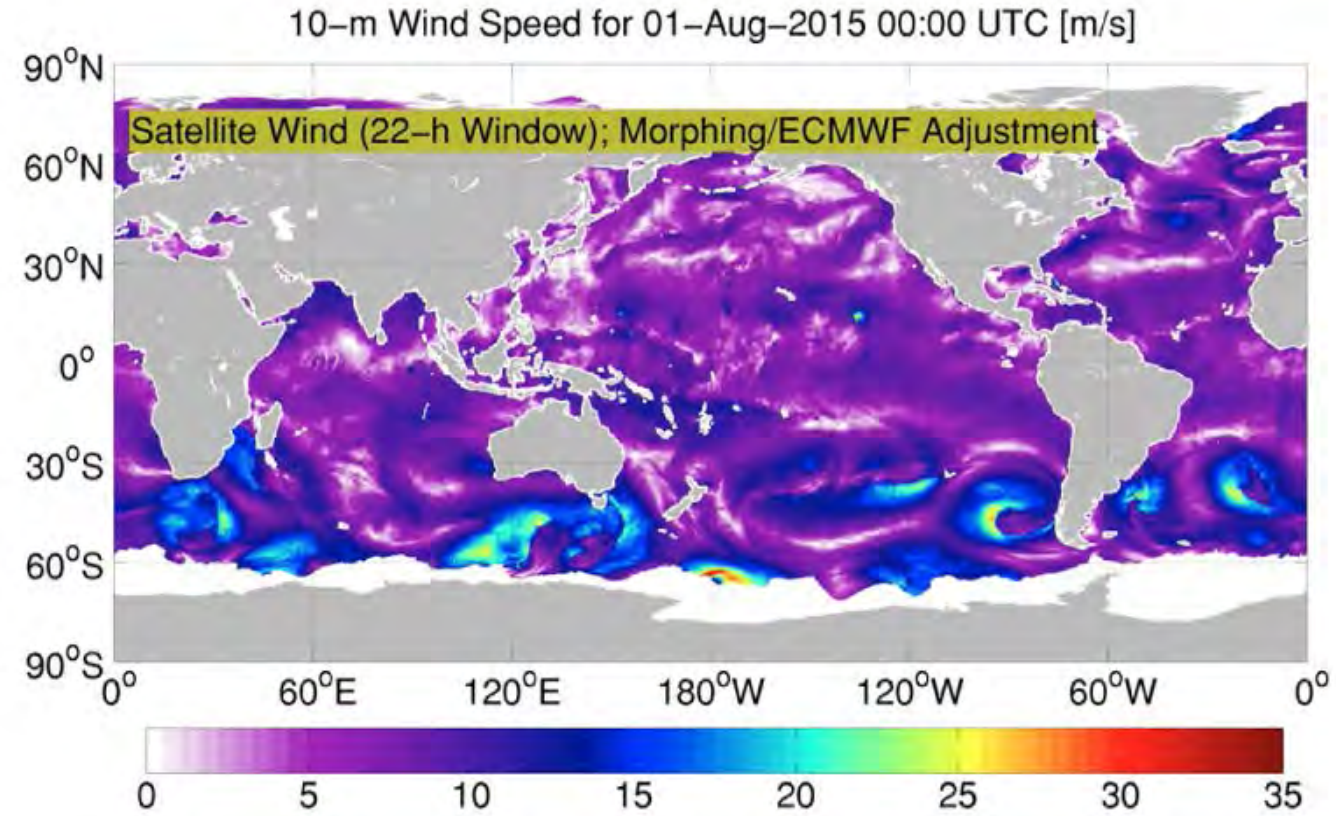 10−m Wind Speed for 01−Aug−2015 00:00 UTC [m/s]
90°N
Satellite Wind (22−h Window); Morphing/ECMWF Adjustment
60°N
30°N
0°
30°S
60°S
90°S
0° 60°E 120°E 180°W 120°W 60°W 0°
0 5 10 15 20 25 30 35